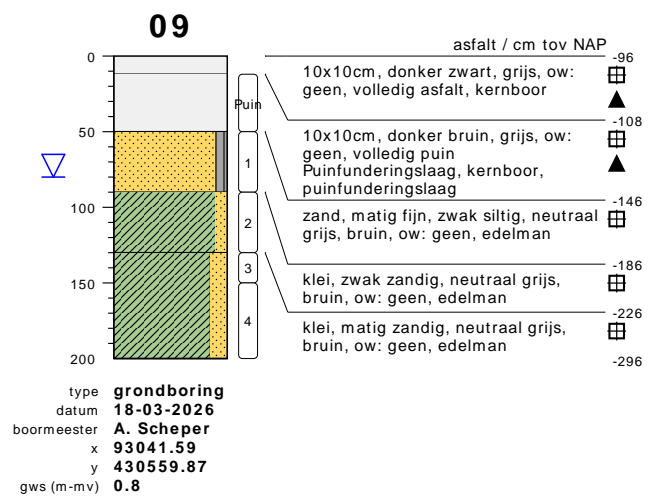 09
asfalt / cm tov NAP
0
-96
10x10cm, donker zwart, grijs, ow:
geen, volledig asfalt, kernboor
Puin
-108
50
10x10cm, donker bruin, grijs, ow:
geen, volledig puin
Puinfunderingslaag, kernboor,
puinfunderingslaag
1
-146
100
2
zand, matig fijn, zwak siltig, neutraal
grijs, bruin, ow: geen, edelman
-186
150
3
klei, zwak zandig, neutraal grijs,
bruin, ow: geen, edelman
-226
4
klei, matig zandig, neutraal grijs,
bruin, ow: geen, edelman
200
-296
type grondboring
datum 18-03-2026
boormeester A. Scheper
x 93041.59
y 430559.87
gws (m-mv) 0.8